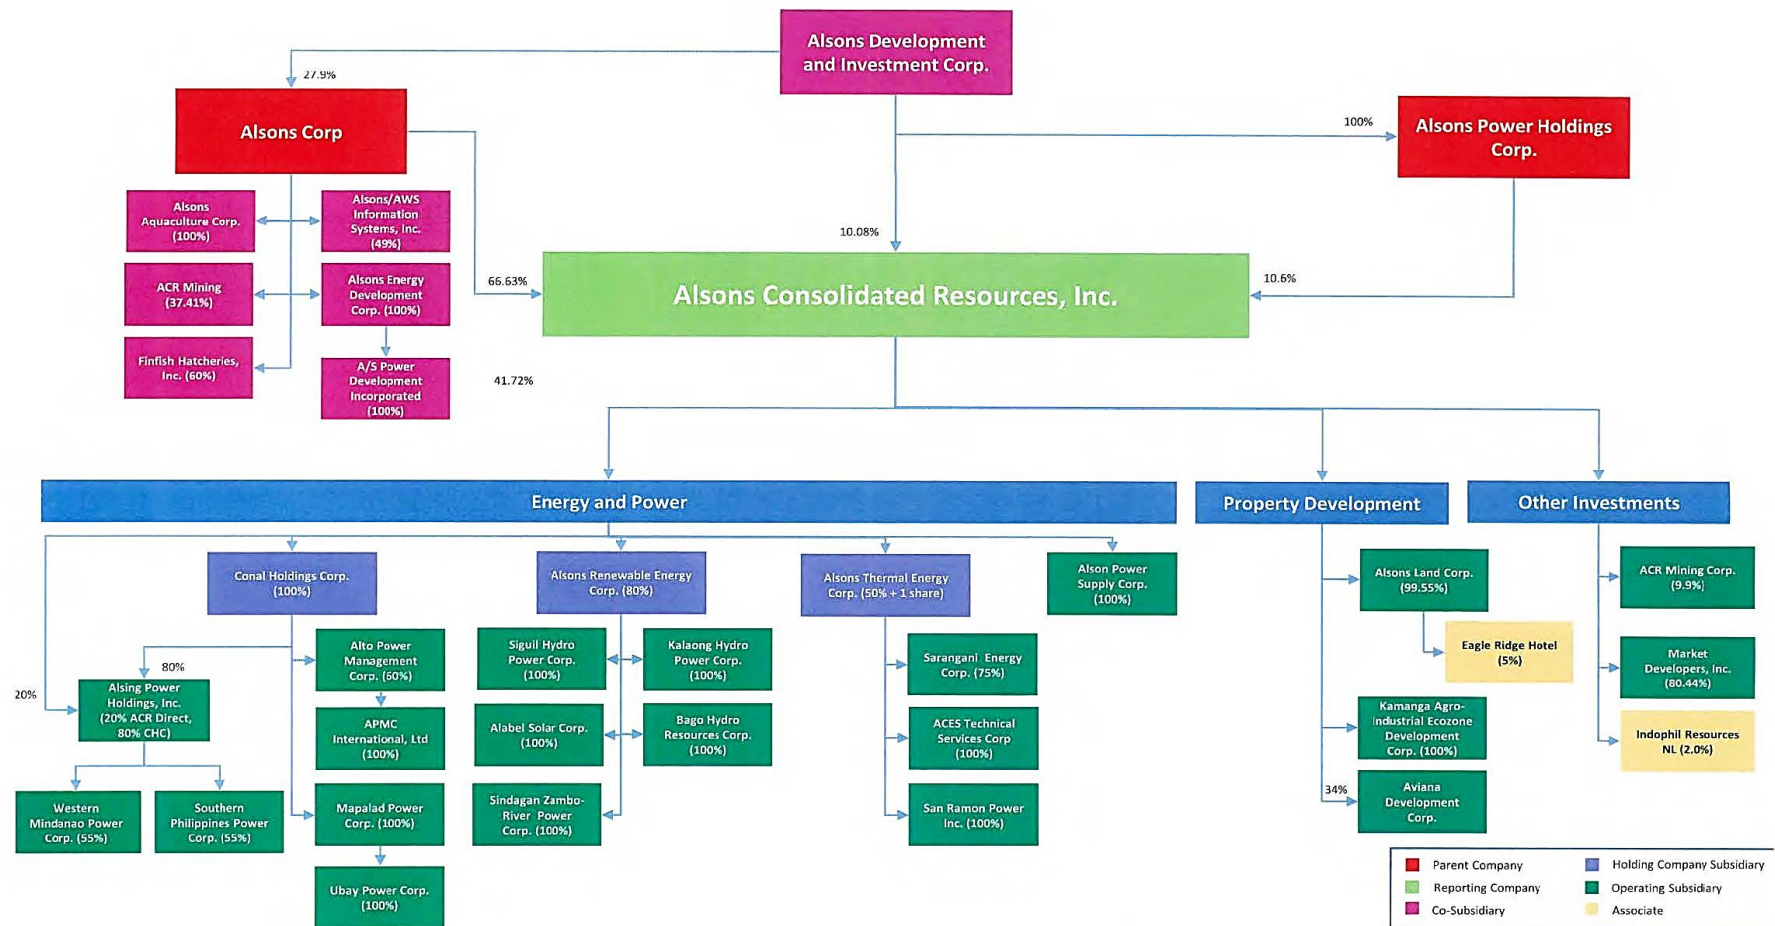 Alsons Development
and Investment Corp.
27.9%
Alsons Corp
100%
Alsons Power Holdings
Corp.
Alsons
Aquaculture Corp.
(100%)
Alsons/AWS
Information
Systems, Inc.
(49%)
ACR Mining
(37.41%)
Alsons Energy
Development
Corp. (100%)
Finfish Hatcheries,
Inc. (60%)
A/S Power
Development
Incorporated
(100%)
10.08%
66.63%
10.6%
Alsons Consolidated Resources, Inc.
41.72%
Energy and Power
Property Development
Other Investments
Conal Holdings Corp.
(100%)
Alsons Renewable Energy
Corp. (80%)
Alsons Thermal Energy
Corp. (50% + 1 share)
Alson Power
Supply Corp.
(100%)
80%
20%
Alsing Power
Holdings, Inc.
(20% ACR Direct,
80% CHC)
Western
Mindanao Power
Corp. (55%)
Southern
Philippines Power
Corp. (55%)
Alto Power
Management
Corp. (60%)
APMC
International, Ltd
(100%)
Mapalad Power
Corp. (100%)
Ubay Power Corp.
(100%)
Siguil Hydro
Power Corp.
(100%)
Kalaong Hydro
Power Corp.
(100%)
Alabel Solar Corp.
(100%)
Bago Hydro
Resources Corp.
(100%)
Sindagan Zambo-
River Power
Corp. (100%)
Sarangani Energy
Corp. (75%)
ACES Technical
Services Corp
(100%)
San Ramon Power
Inc. (100%)
Alsons Land Corp.
(99.55%)
Eagle Ridge Hotel
(5%)
Kamanga Agro-
Industrial Ecozone
Development
Corp. (100%)
34%
Aviana
Development
Corp.
ACR Mining Corp.
(9.9%)
Market
Developers, Inc.
(80.44%)
Indophil Resources
NL (2.0%)
Parent Company
Reporting Company
Co-Subsidiary
Holding Company Subsidiary
Operating Subsidiary
Associate